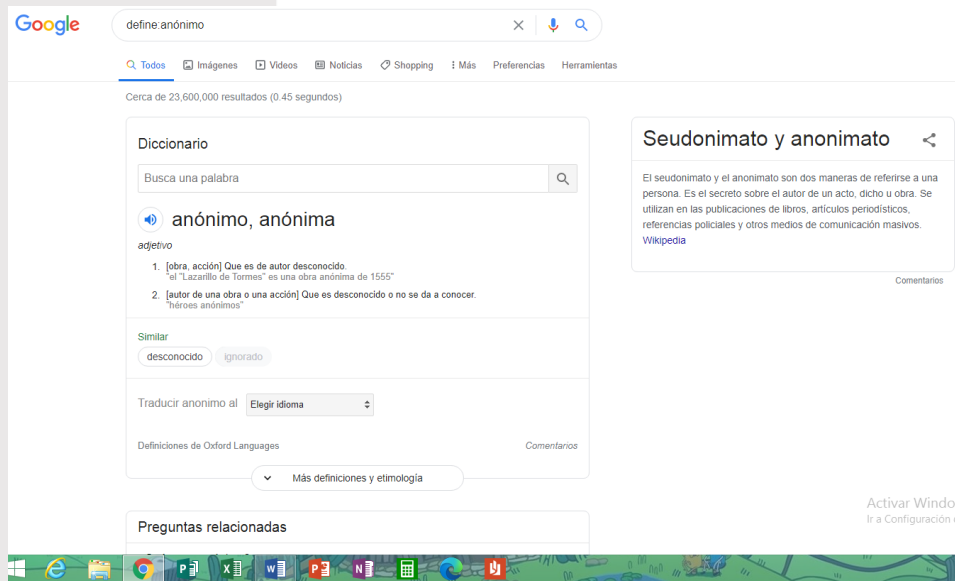 Google
define:anónimo
Todos Imágenes Videos Noticias Shopping Más Preferencias Herramientas
Cerca de 23,600,000 resultados (0.45 segundos)
Diccionario
Busca una palabra
anónimo, anónima
adjetivo
1. [obra, acción] Que es de autor desconocido.
"el "Lazarillo de Tormes" es una obra anónima de 1555"
2. [autor de una obra o una acción] Que es desconocido o no se da a conocer.
"héroes anónimos"
Similar
desconocido ignorado
Traducir anonimo al Elegir idioma
Definiciones de Oxford Languages Comentarios
Más definiciones y etimología
Preguntas relacionadas
Seudonimato y anonimato
El seudonimato y el anonimato son dos maneras de referirse a una
persona. Es el secreto sobre el autor de un acto, dicho u obra. Se
utilizan en las publicaciones de libros, artículos periodísticos,
referencias policiales y otros medios de comunicación masivos.
Wikipedia
Comentarios
Activar Windo
Ir a Configuración